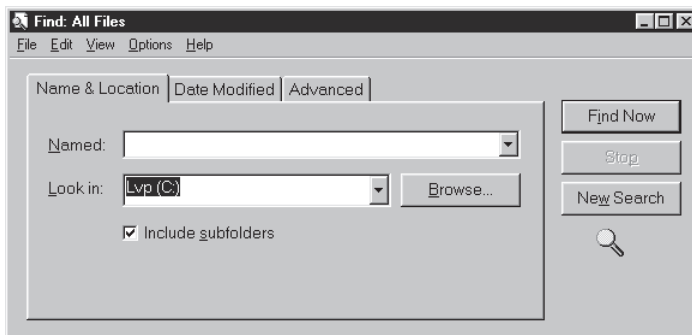 Find: All Files
File Edit View Options Help
Name & Location Date Modified Advanced
Find Now
Named:
Stop
Look in: Lvp (C:) Browse...
New Search
Include subfolders